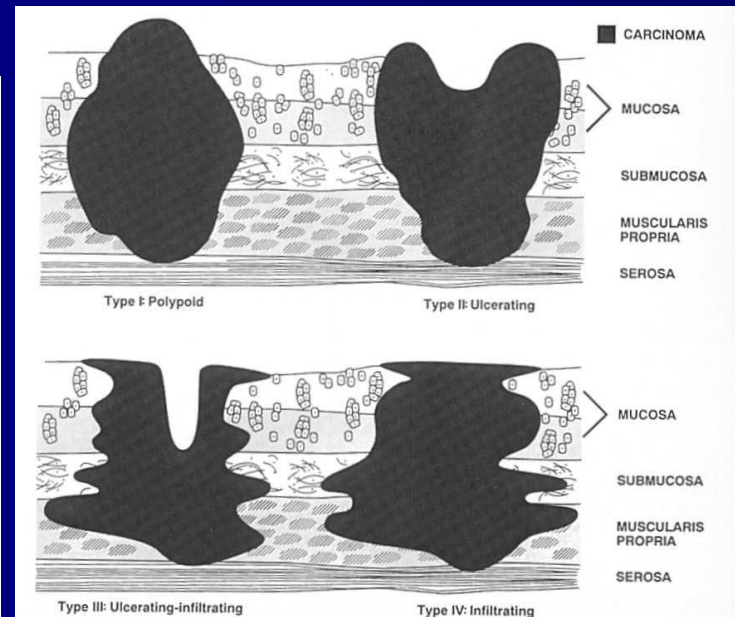 CARCINOMA
MUCOSA
SUBMUCOSA
MUSCULARIS
PROPRIA
SEROSA
Type I: Polypoid
Type II: Ulcerating
MUCOSA
SUBMUCOSA
MUSCULARIS
PROPRIA
SEROSA
Type III: Ulcerating-infiltrating
Type IV: Infiltrating